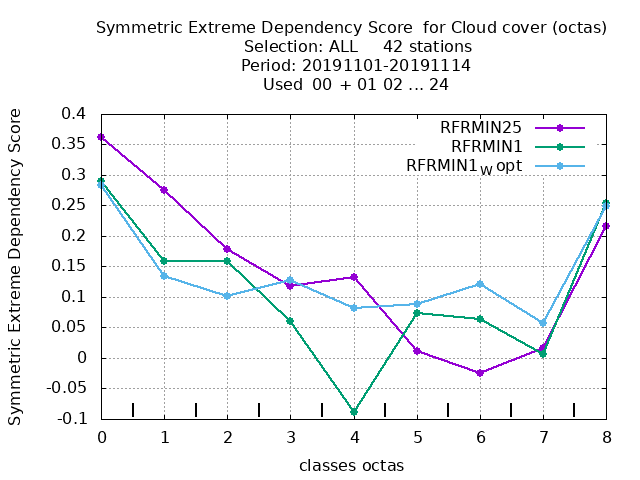 Symmetric Extreme Dependency Score  for Cloud cover (octas)
Selection: ALL     42 stations
Period: 20191101-20191114
Used  00 + 01 02 ... 24
Symmetric Extreme Dependency Score
0.4
0.35
0.3
0.25
0.2
0.15
0.1
0.05
0
-0.05
-0.1
RFRMIN25
RFRMIN1
RFRMIN1W opt
0 1 2 3 4 5 6 7 8
classes octas